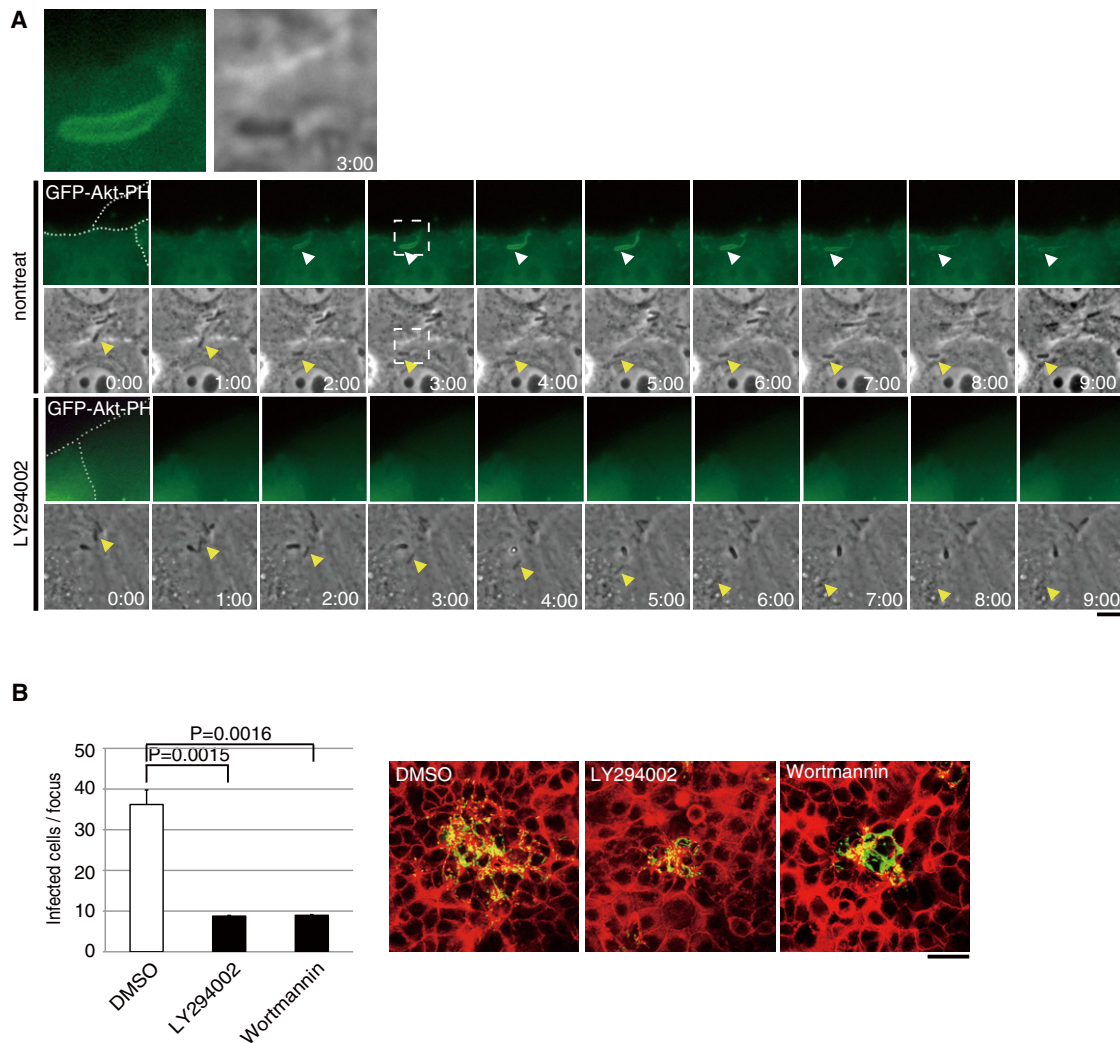 A
3:00
nontreat
GFP-Akt-PH
0:00 1:00 2:00 3:00 4:00 5:00 6:00 7:00 8:00 9:00
LY294002
GFP-Akt-PH
0:00 1:00 2:00 3:00 4:00 5:00 6:00 7:00 8:00 9:00
B
P=0.0016
P=0.0015
Infected cells / focus
50
40
30
20
10
0
DMSO
LY294002
Wortmannin
DMSO
LY294002
Wortmannin